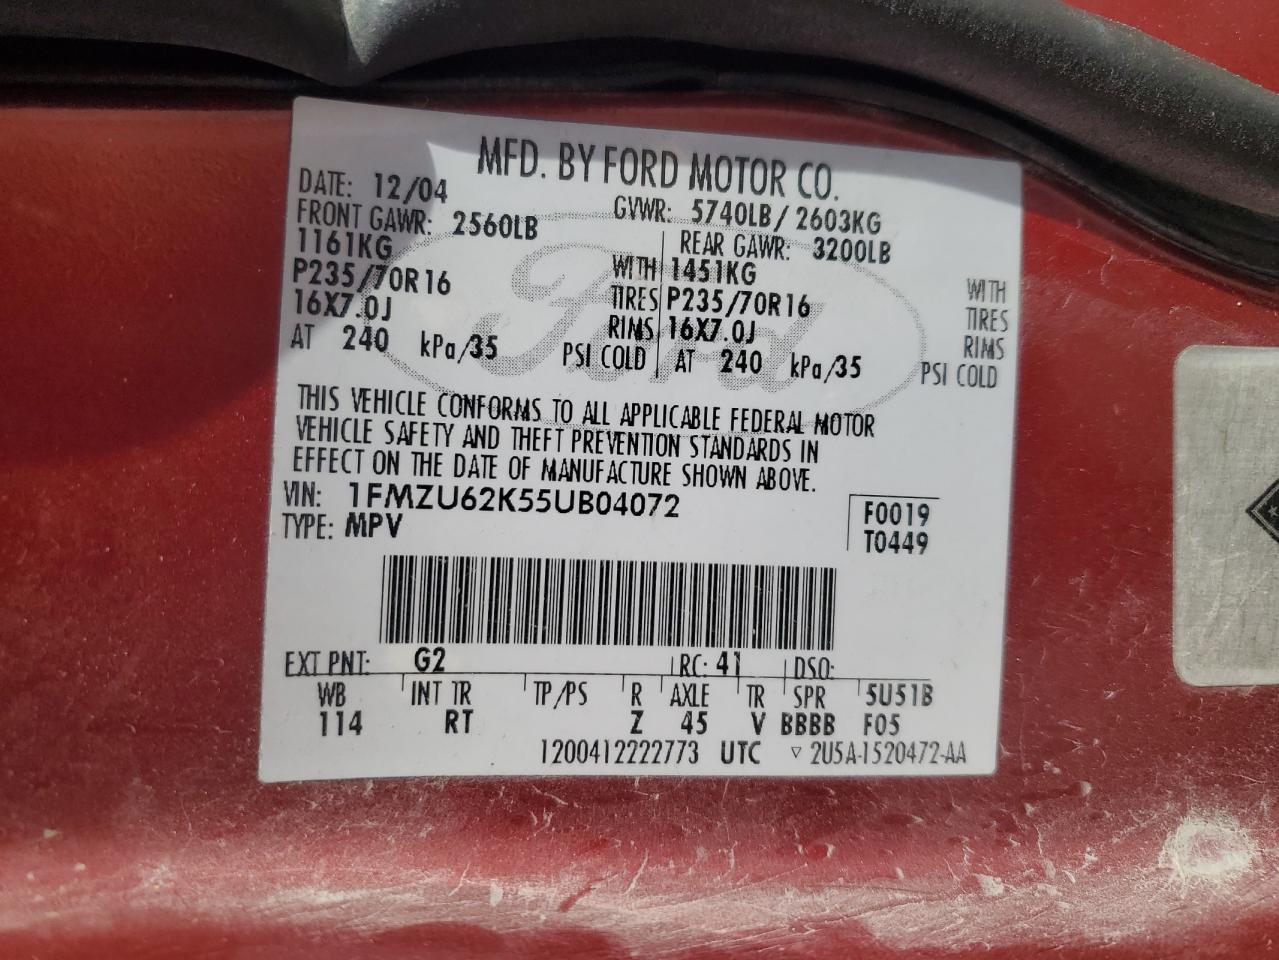 MFD. BY FORD MOTOR CO.
DATE: 12/04
GVWR: 5740LB / 2603KG
FRONT GAWR: 2560LB
REAR GAWR: 3200LB
1161KG WITH 1451KG WITH
P235/70R16 TIRES P235/70R16 TIRES
16X7.0J RIMS 16X7.0J RIMS
AT 240 kPa/35 PSI COLD AT 240 kPa/35 PSI COLD
Ford
THIS VEHICLE CONFORMS TO ALL APPLICABLE FEDERAL MOTOR
VEHICLE SAFETY AND THEFT PREVENTION STANDARDS IN
EFFECT ON THE DATE OF MANUFACTURE SHOWN ABOVE.
VIN: 1FMZU62K55UB04072
TYPE: MPV
F0019
T0449
EXT PNT: G2 RC: 41 DSO:
WB INT TR TP/PS R AXLE TR SPR 5U51B
114 RT Z 45 V BBBB F05
1200412222773 UTC ▽ 2U5A-1520472-AA